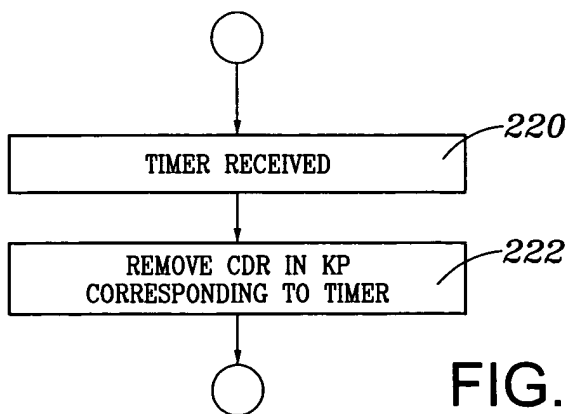 TIMER RECEIVED
220
REMOVE CDR IN KP
CORRESPONDING TO TIMER
222
FIG.